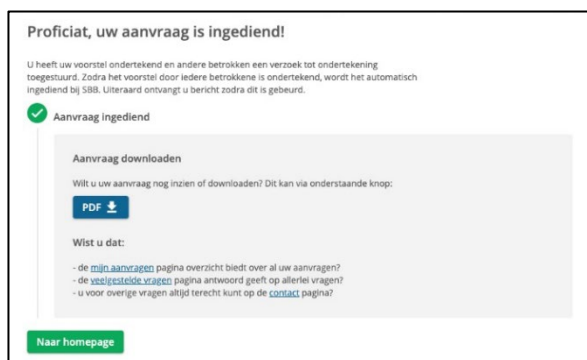 Proficiat, uw aanvraag is ingediend!
U heeft uw voorstel ondertekend en andere betrokken een verzoek tot ondertekening
toegestuurd. Zodra het voorstel door iedere betrokkene is ondertekend, wordt het automatisch
ingediend bij SBB. Uiteraard ontvangt u bericht zodra dit is gebeurd.
Aanvraag ingediend
Aanvraag downloaden
Wilt u uw aanvraag nog inzien of downloaden? Dit kan via onderstaande knop:
PDF
Wist u dat:
- de mijn aanvragen pagina overzicht biedt over al uw aanvragen?
- de veelgestelde vragen pagina antwoord geeft op allerlei vragen?
- u voor overige vragen altijd terecht kunt op de contact pagina?
Naar homepage